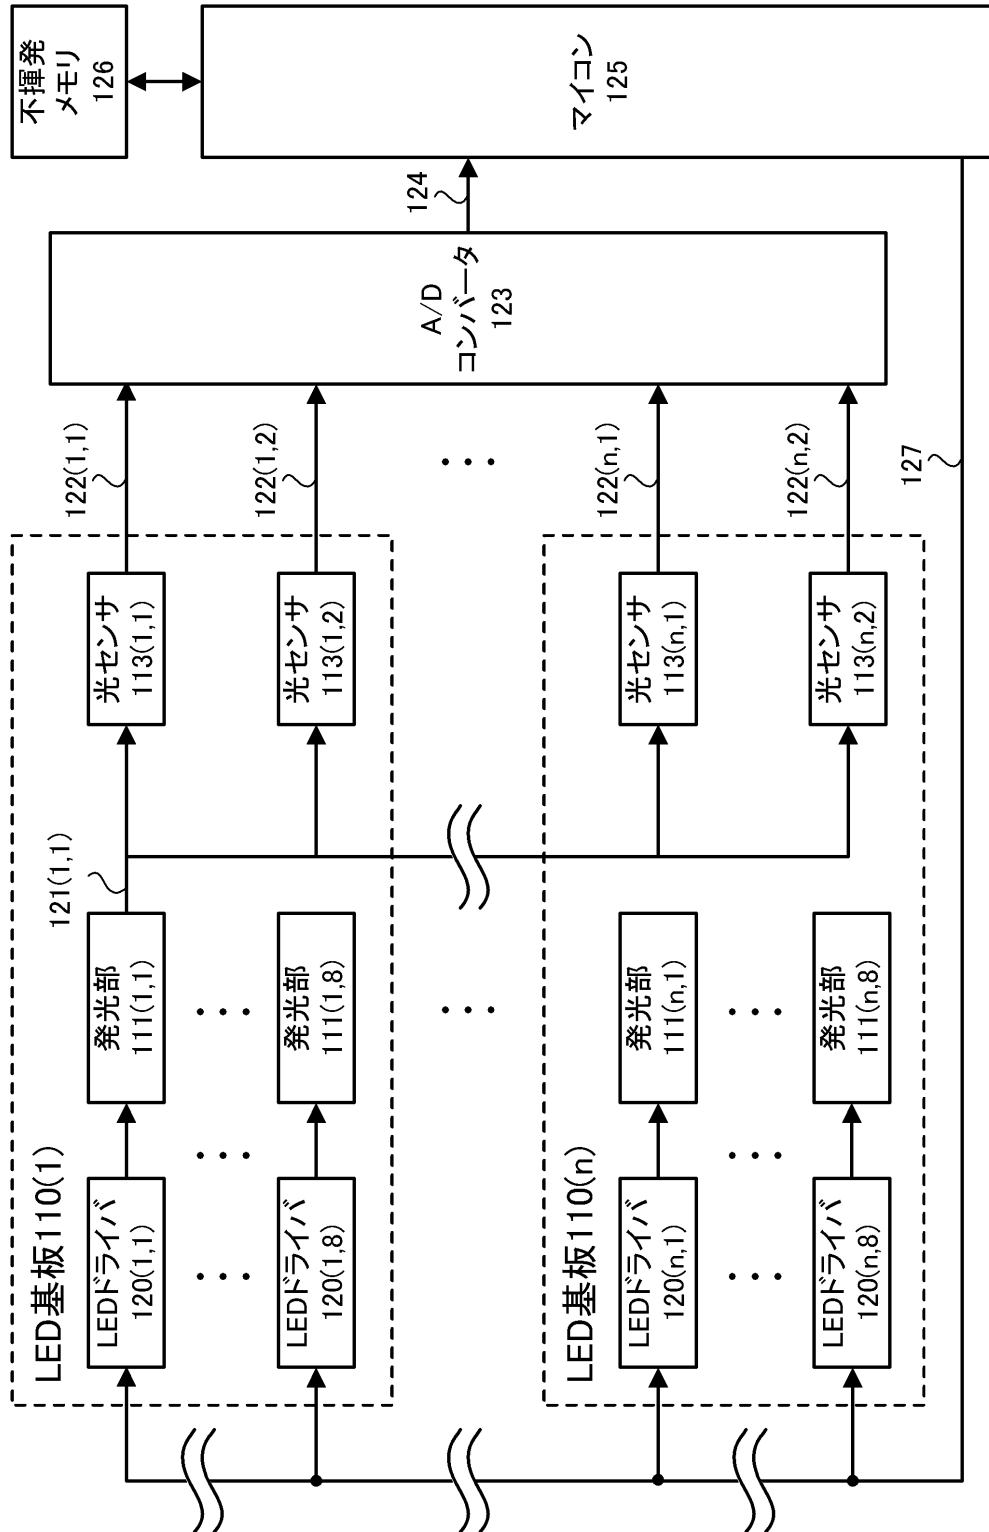 LED基板110(1)
LEDドライバ
120(1,1)
発光部
111(1,1)
121(1,1)
光センサ
113(1,1)
122(1,1)
LEDドライバ
120(1,8)
発光部
111(1,8)
光センサ
113(1,2)
122(1,2)
LED基板110(n)
LEDドライバ
120(n,1)
発光部
111(n,1)
光センサ
113(n,1)
122(n,1)
LEDドライバ
120(n,8)
発光部
111(n,8)
光センサ
113(n,2)
122(n,2)
A/D
コンバータ
123
124
不揮発
メモリ
126
マイコン
125
127